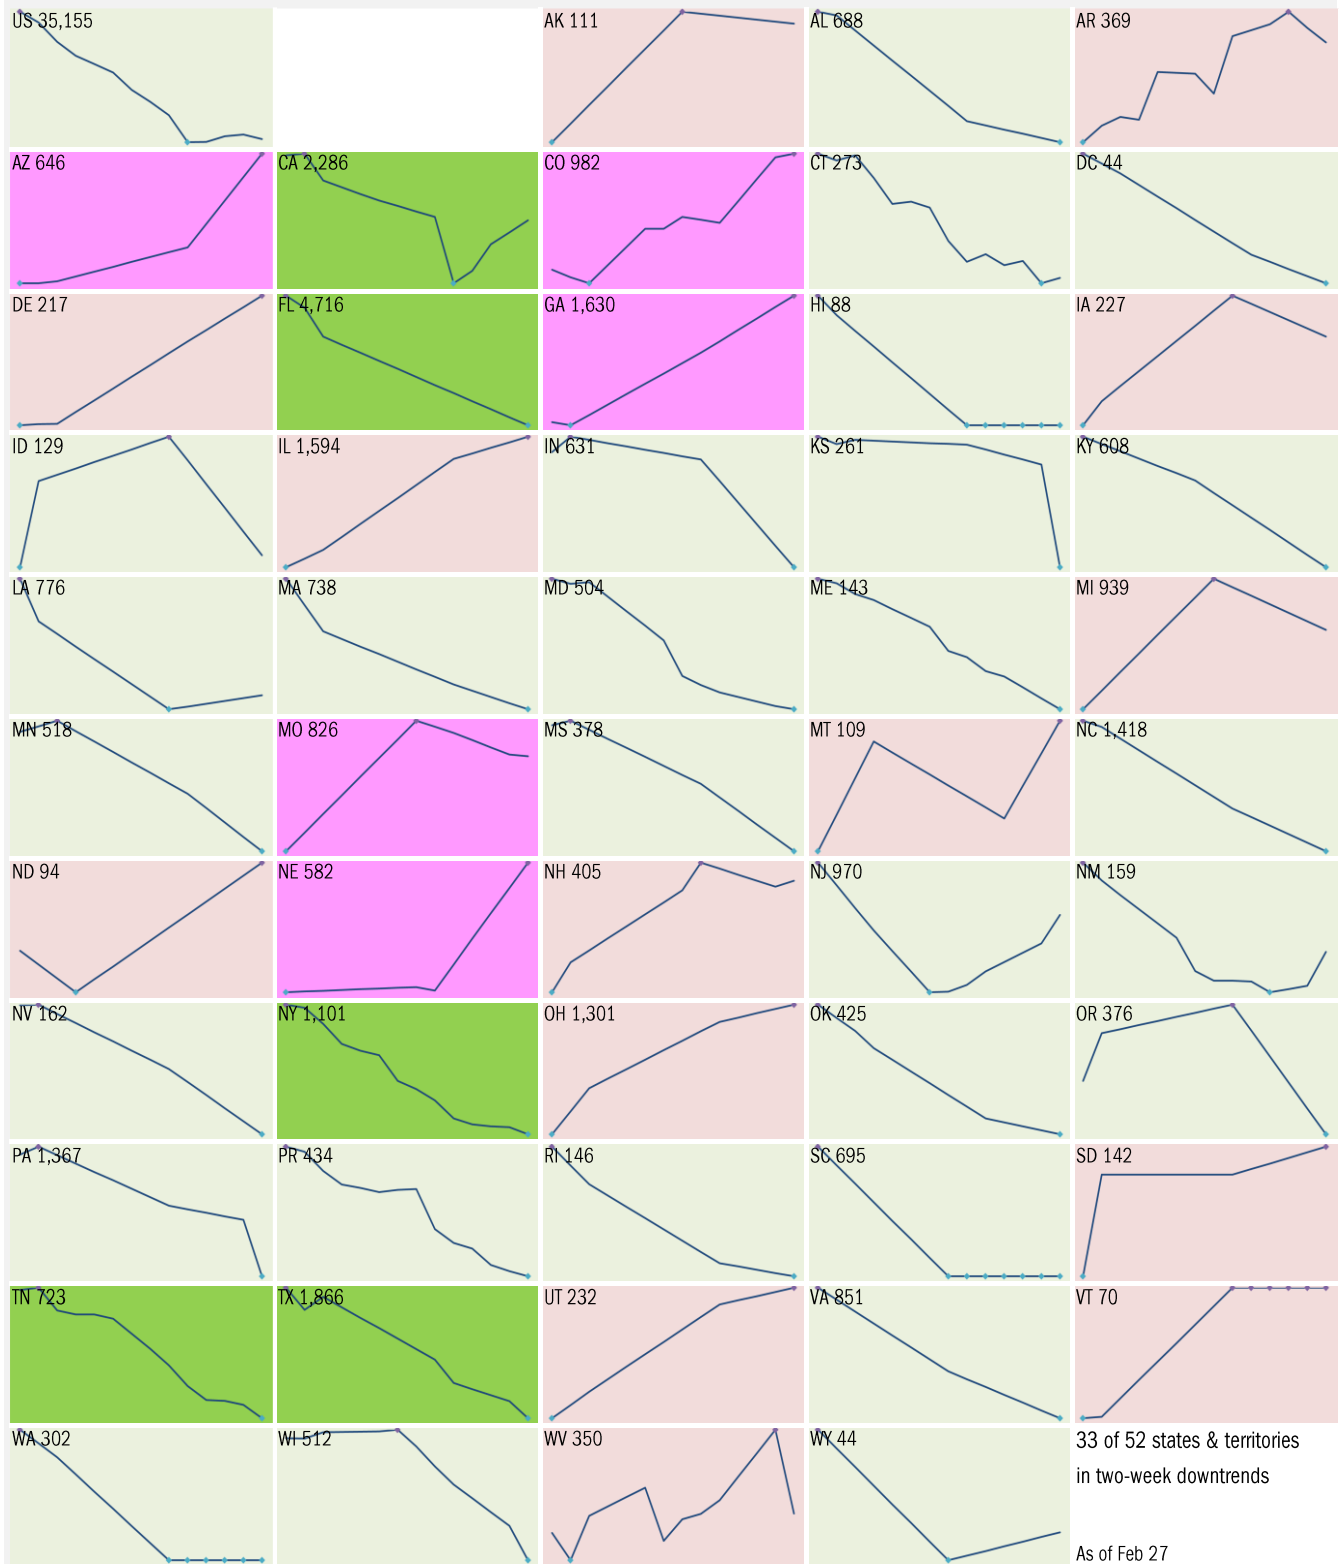 US 35,155
AK 111
AL 688
AR 369
AZ 646
CA 2,286
CO 982
CT 273
DC 44
DE 217
FL 4,716
GA 1,630
HI 88
IA 227
ID 129
IL 1,594
IN 631
KS 261
KY 608
LA 776
MA 738
MD 504
ME 143
MI 939
MN 518
MO 826
MS 378
MT 109
NC 1,418
ND 94
NE 582
NH 405
NJ 970
NM 159
NV 162
NY 1,101
OH 1,301
OK 425
OR 376
PA 1,367
PR 434
RI 146
SC 695
SD 142
TN 723
TX 1,866
UT 232
VA 851
VT 70
WA 302
WI 512
WV 350
WY 44
33 of 52 states & territories
in two-week downtrends
As of Feb 27